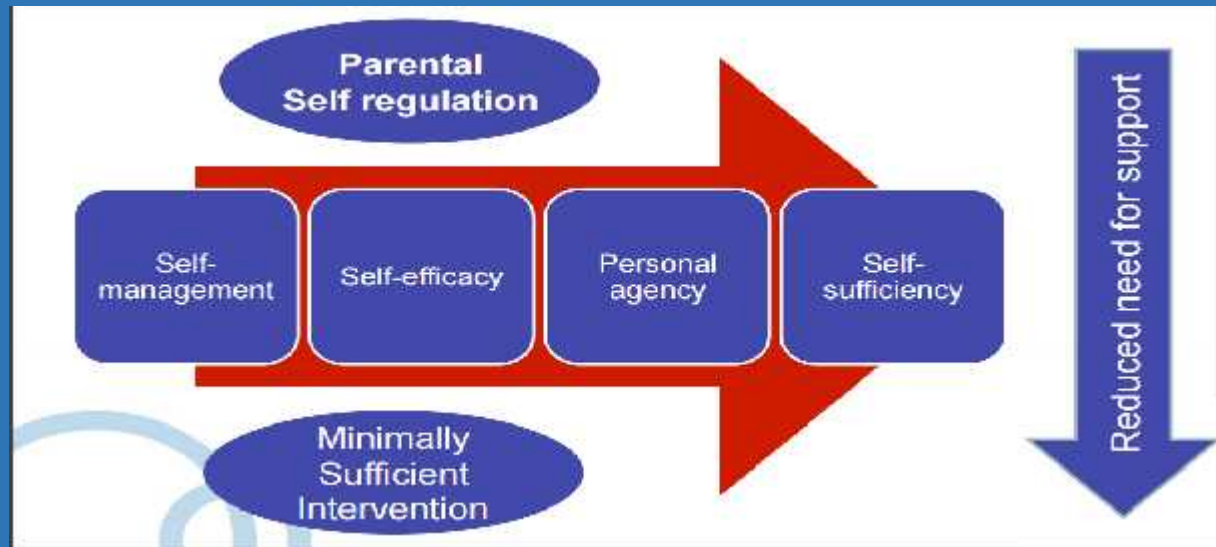 Parental
Self regulation
Self-
management
Self-efficacy
Personal
agency
Self-
sufficiency
Minimally
Sufficient
Intervention
Reduced need for support